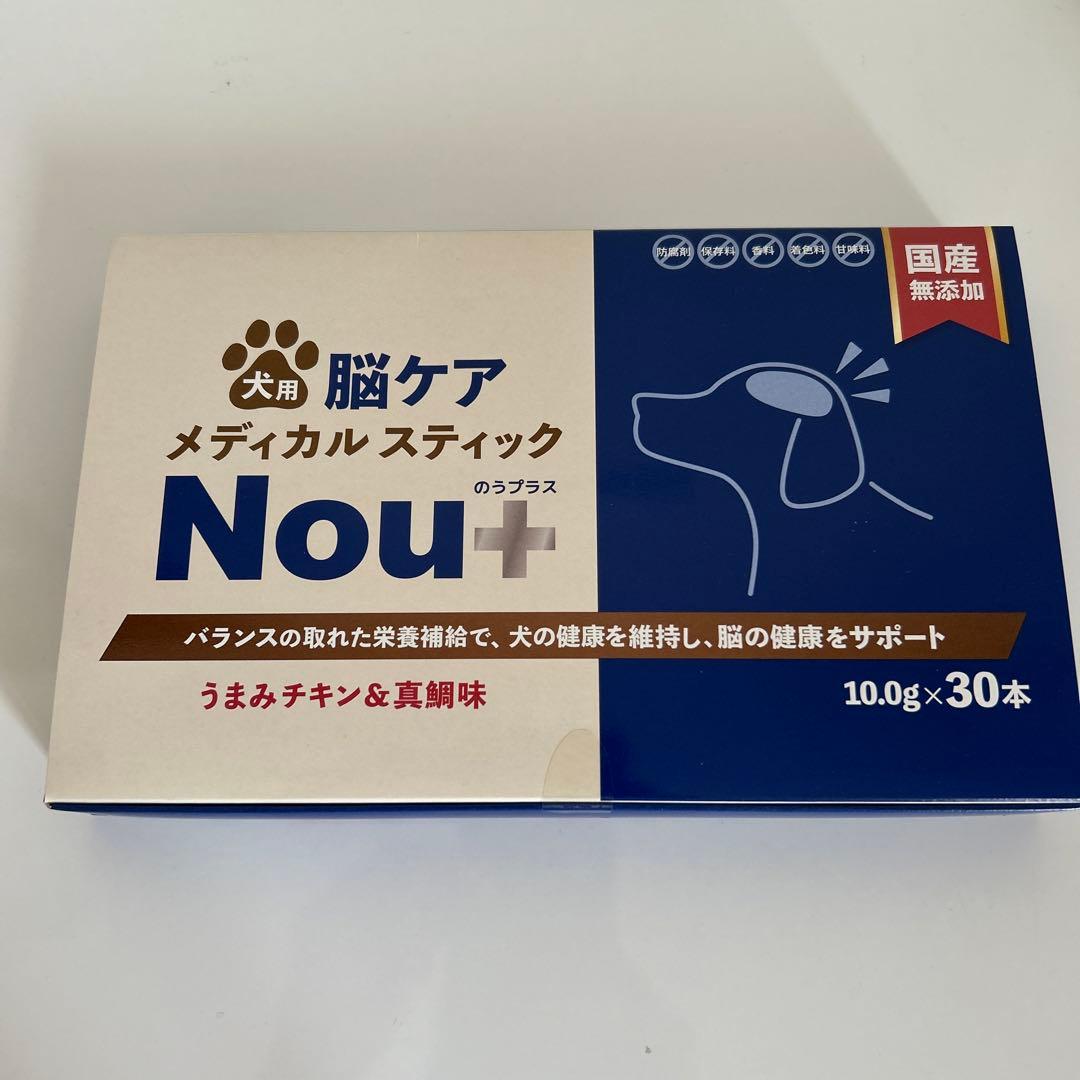 防腐剤 保存料 香料 着色料 甘味料
国産
無添加
犬用 脳ケア
メディカル スティック
のうプラス
Nou+
バランスの取れた栄養補給で、犬の健康を維持し、脳の健康をサポート
うまみチキン&真鯛味
10.0g×30本